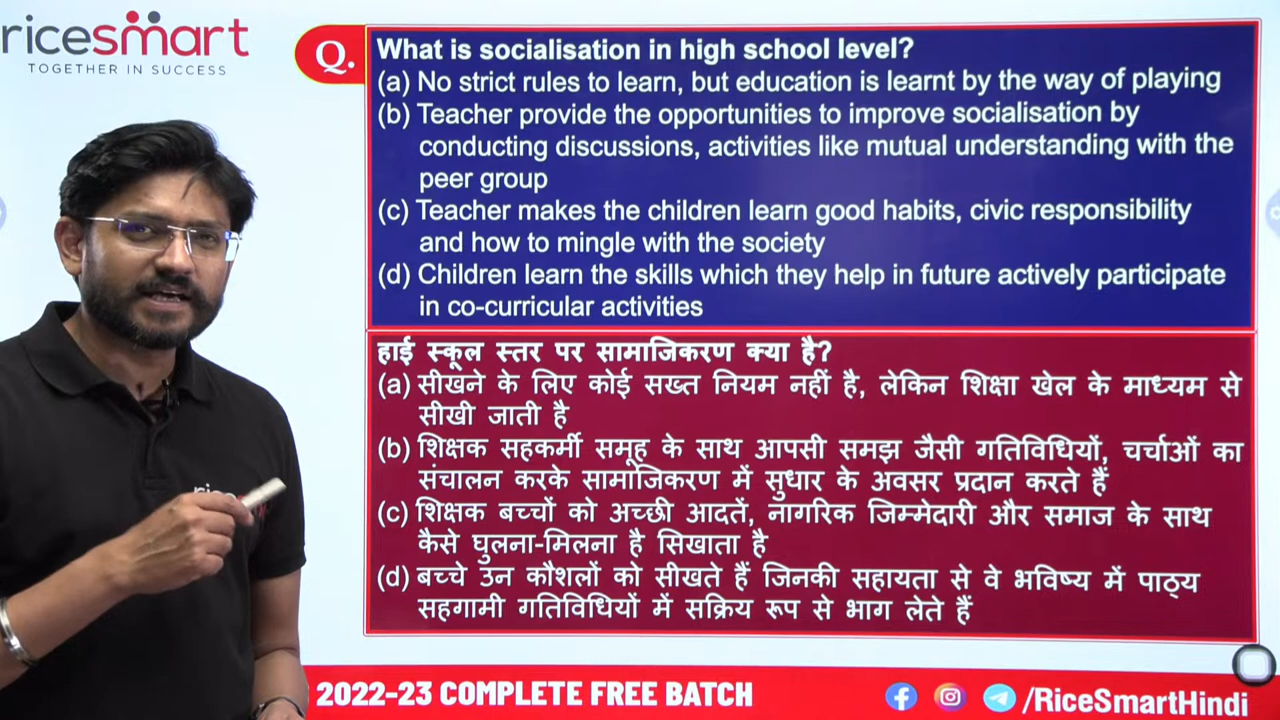 ricesmart
TOGETHER IN SUCCESS
Q.
What is socialisation in high school level?
(a) No strict rules to learn, but education is learnt by the way of playing
(b) Teacher provide the opportunities to improve socialisation by
conducting discussions, activities like mutual understanding with the
peer group
(c) Teacher makes the children learn good habits, civic responsibility
and how to mingle with the society
(d) Children learn the skills which they help in future actively participate
in co-curricular activities
हाई स्कूल स्तर पर सामाजिकरण क्या है?
(a) सीखने के लिए कोई सख्त नियम नहीं है, लेकिन शिक्षा खेल के माध्यम से
सीखी जाती है
(b) शिक्षक सहकर्मी समूह के साथ आपसी समझ जैसी गतिविधियों, चर्चाओं का
संचालन करके सामाजिकरण में सुधार के अवसर प्रदान करते हैं
(c) शिक्षक बच्चों को अच्छी आदतें, नागरिक जिम्मेदारी और समाज के साथ
कैसे घुलना-मिलना है सिखाता है
(d) बच्चे उन कौशलों को सीखते हैं जिनकी सहायता से वे भविष्य में पाठ्य
सहगामी गतिविधियों में सक्रिय रूप से भाग लेते हैं
2022-23 COMPLETE FREE BATCH
/RiceSmartHindi